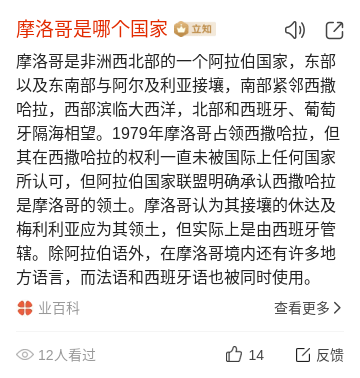 摩洛哥是哪个国家 立知
摩洛哥是非洲西北部的一个阿拉伯国家，东部
以及东南部与阿尔及利亚接壤，南部紧邻西撒
哈拉，西部滨临大西洋，北部和西班牙、葡萄
牙隔海相望。1979年摩洛哥占领西撒哈拉，但
其在西撒哈拉的权利一直未被国际上任何国家
所认可，但阿拉伯国家联盟明确承认西撒哈拉
是摩洛哥的领土。摩洛哥认为其接壤的休达及
梅利利亚应为其领土，但实际上是由西班牙管
辖。除阿拉伯语外，在摩洛哥境内还有许多地
方语言，而法语和西班牙语也被同时使用。
业百科 查看更多
12人看过 14 反馈